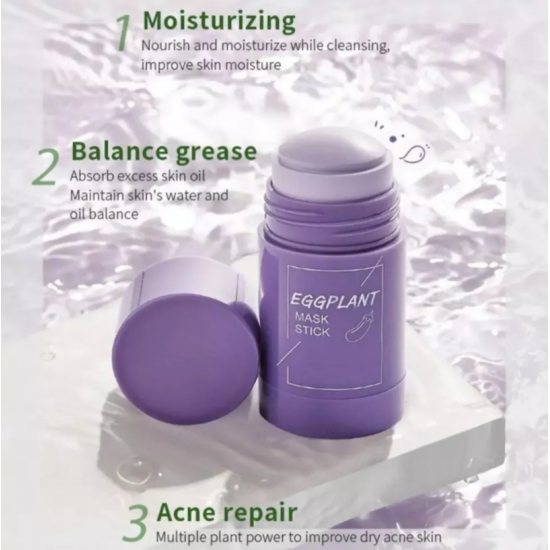 1 Moisturizing
Nourish and moisturize while cleansing,
improve skin moisture
2 Balance grease
Absorb excess skin oil
Maintain skin's water and
oil balance
EGGPLANT
MASK
STICK
3 Acne repair
Multiple plant power to improve dry acne skin